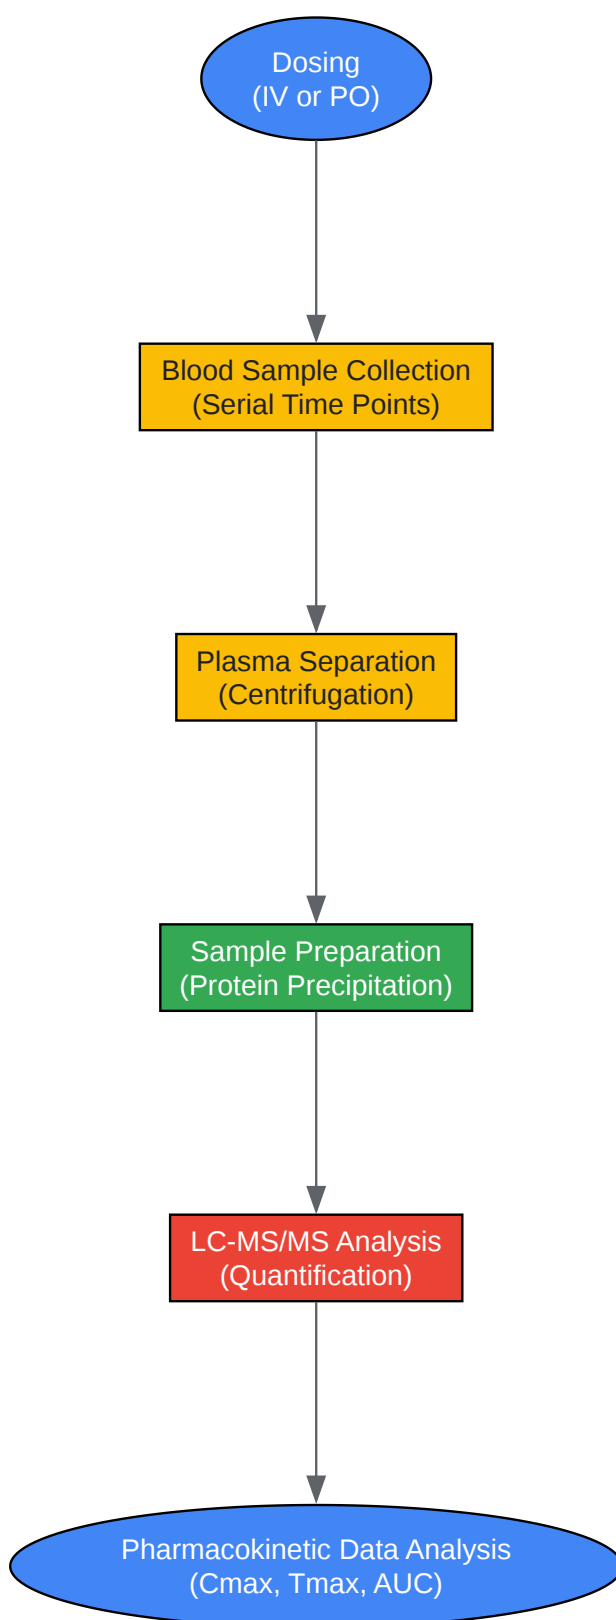 Dosing
(IV or PO)
Blood Sample Collection
(Serial Time Points)
Plasma Separation
(Centrifugation)
Sample Preparation
(Protein Precipitation)
LC-MS/MS Analysis
(Quantification)
Pharmacokinetic Data Analysis
(Cmax, Tmax, AUC)